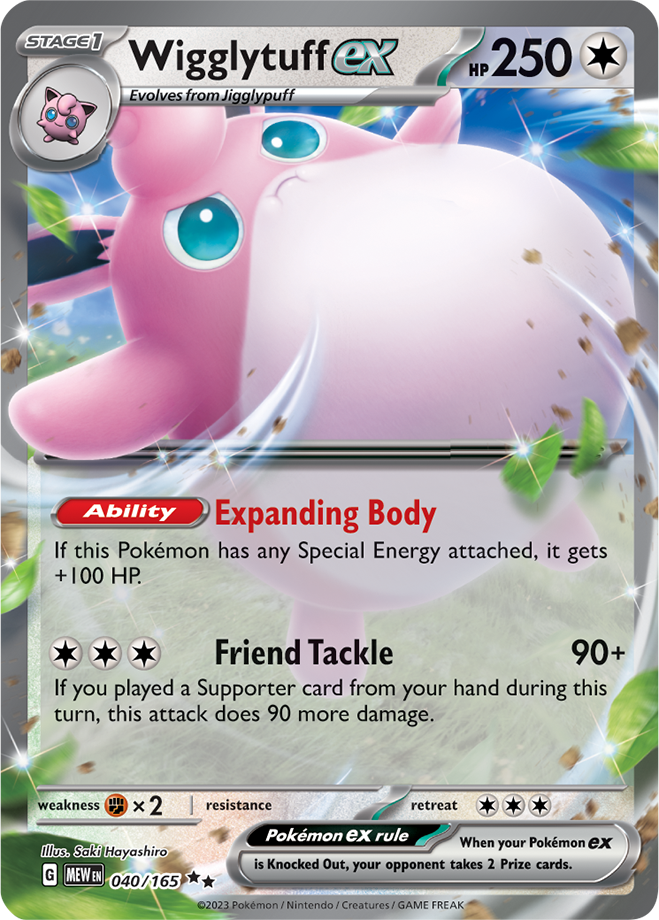 STAGE1
Wigglytuff ex
HP 250
Evolves from Jigglypuff
Ability Expanding Body
If this Pokémon has any Special Energy attached, it gets
+100 HP.
Friend Tackle 90+
If you played a Supporter card from your hand during this
turn, this attack does 90 more damage.
weakness ×2 resistance retreat
Illus. Saki Hayashiro
Pokémon ex rule When your Pokémon ex
is Knocked Out, your opponent takes 2 Prize cards.
G MEW EN 040/165
©2023 Pokémon / Nintendo / Creatures / GAME FREAK